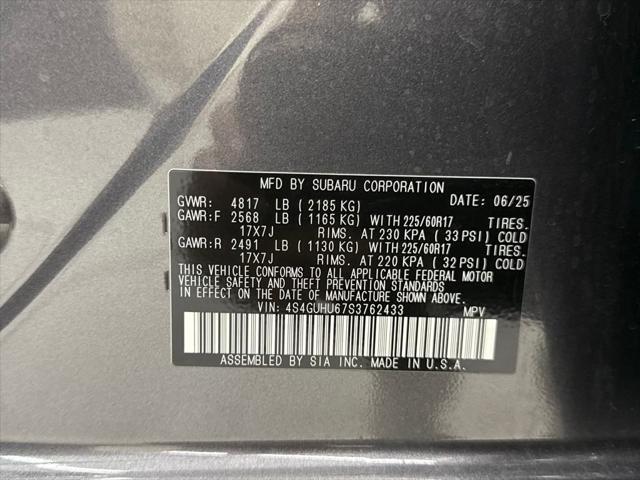 MFD BY SUBARU CORPORATION DATE: 06/25
GVWR: 4817 LB ( 2185 KG)
GAWR:F 2568 LB ( 1165 KG) WITH 225/60R17 TIRES.
17X7J RIMS. AT 230 KPA ( 33 PSI) COLD
GAWR:R 2491 LB ( 1130 KG) WITH 225/60R17 TIRES.
17X7J RIMS. AT 220 KPA ( 32 PSI) COLD
THIS VEHICLE CONFORMS TO ALL APPLICABLE FEDERAL MOTOR
VEHICLE SAFETY AND THEFT PREVENTION STANDARDS
IN EFFECT ON THE DATE OF MANUFACTURE SHOWN ABOVE.
VIN: 4S4GUHU67S3762433 MPV
ASSEMBLED BY SIA INC. MADE IN U.S.A.